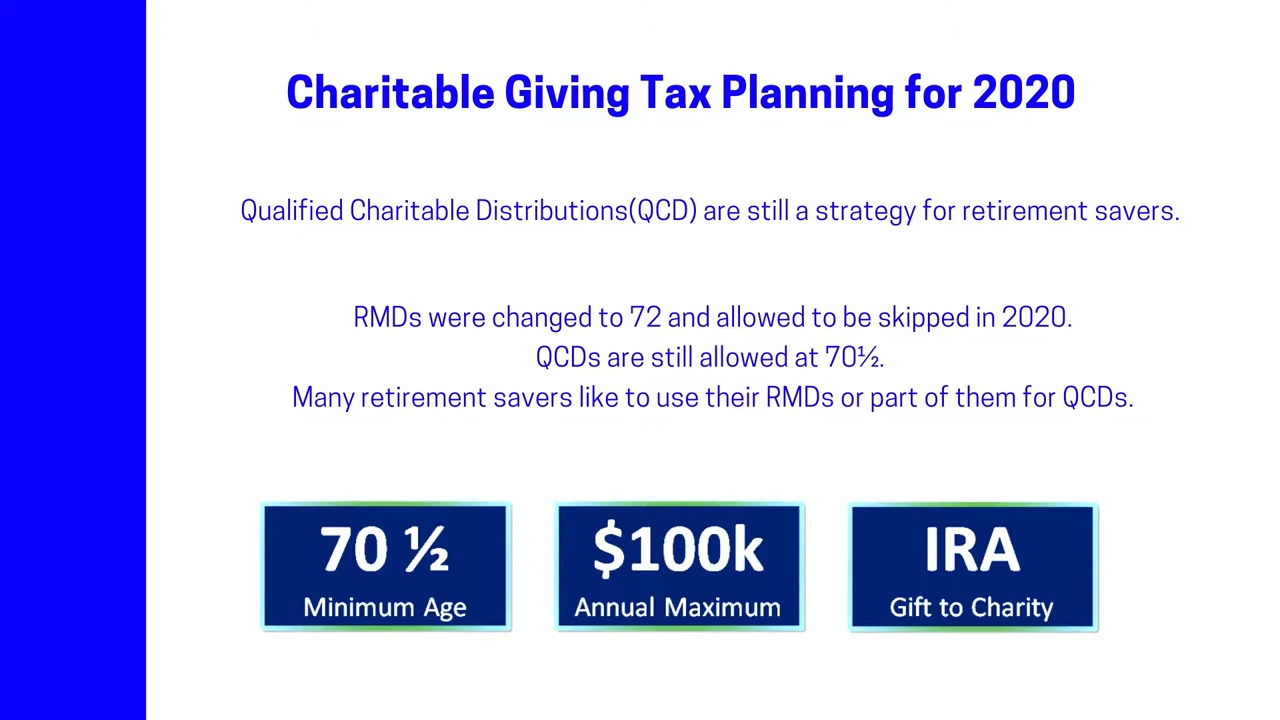 Charitable Giving Tax Planning for 2020
Qualified Charitable Distributions(QCD) are still a strategy for retirement savers.
RMDs were changed to 72 and allowed to be skipped in 2020.
QCDs are still allowed at 70½.
Many retirement savers like to use their RMDs or part of them for QCDs.
70 ½
Minimum Age
$100k
Annual Maximum
IRA
Gift to Charity